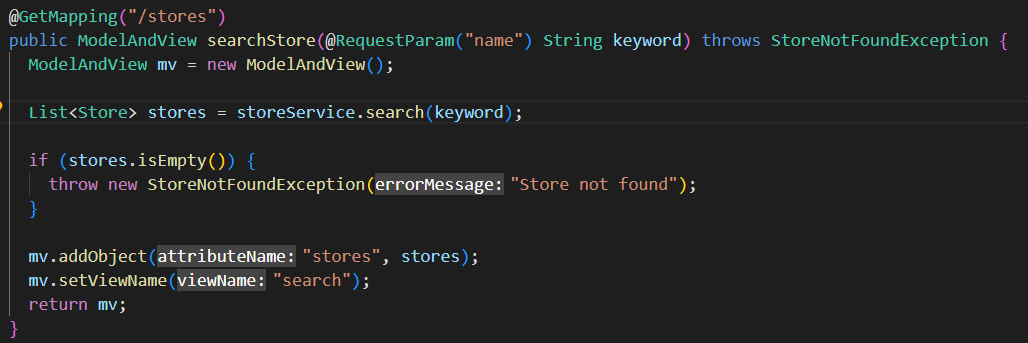 @GetMapping("/stores")
public ModelAndView searchStore(@RequestParam("name") String keyword) throws StoreNotFoundException {
  ModelAndView mv = new ModelAndView();
  List<Store> stores = storeService.search(keyword);
  if (stores.isEmpty()) {
    throw new StoreNotFoundException(errorMessage: "Store not found");
  }
  mv.addObject(attributeName: "stores", stores);
  mv.setViewName(viewName: "search");
  return mv;
}